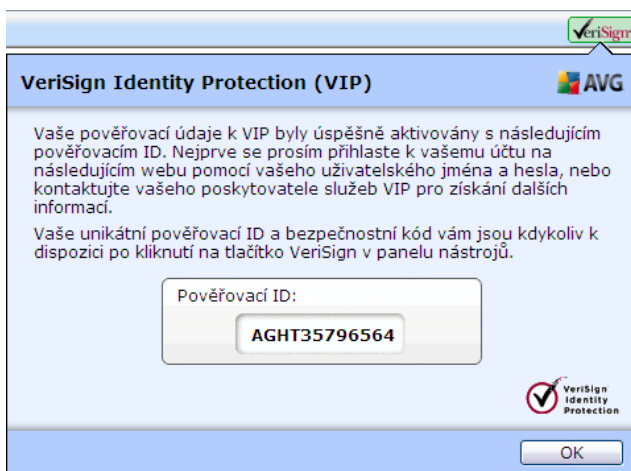 VeriSign
VeriSign Identity Protection (VIP)
AVG
Vaše pověřovací údaje k VIP byly úspěšně aktivovány s následujícím
pověřovacím ID. Nejprve se prosím přihlaste k vašemu účtu na
následujícím webu pomocí vašeho uživatelského jména a hesla, nebo
kontaktujte vašeho poskytovatele služeb VIP pro získání dalších
informací.
Vaše unikátní pověřovací ID a bezpečnostní kód vám jsou kdykoliv k
dispozici po kliknutí na tlačítko VeriSign v panelu nástrojů.
Pověřovací ID:
AGHT35796564
VeriSign
Identity
Protection
OK